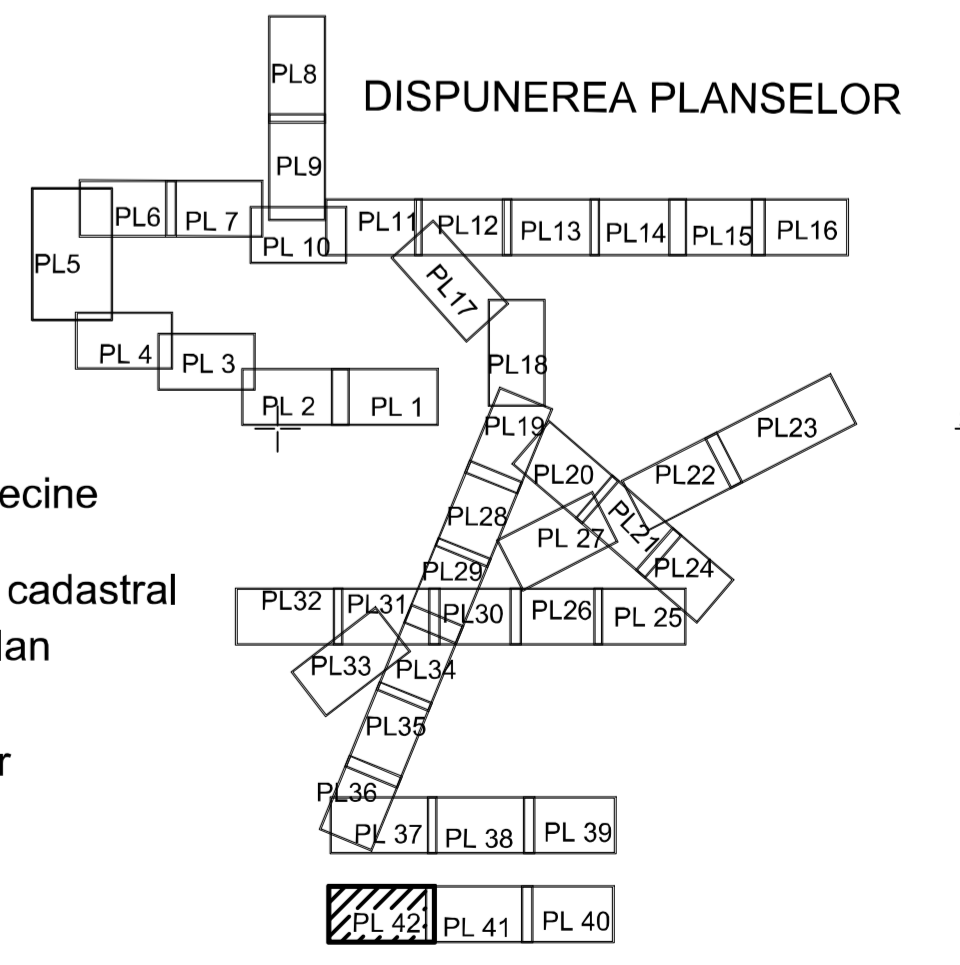 PL8
DISPUNEREA PLANSELOR
PL9
PL6 PL 7 PL 10 PL11 PL12 PL13 PL14 PL15 PL16
PL5
PL17
PL 4 PL 3 PL18
PL 2 PL 1
PL19 PL23
PL20 PL22
ecine
PL28 PL21
PL 27
PL29 PL24
cadastral
PL32 PL31 PL30 PL26 PL 25
lan
PL33 PL34
PL35
r
PL36
PL 37 PL 38 PL 39
PL 42 PL 41 PL 40